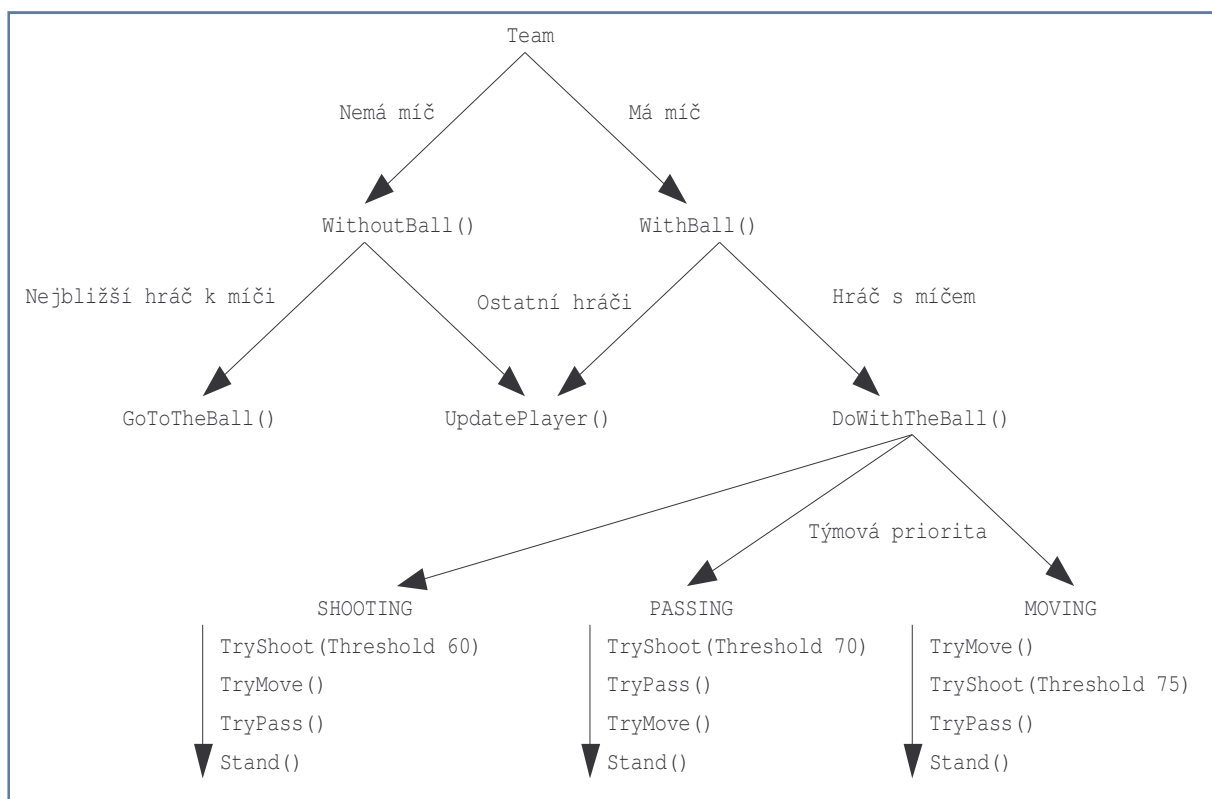 Team
Nemá míč
Má míč
WithoutBall()
WithBall()
Nejbližší hráč k míči
Ostatní hráči
Hráč s míčem
GoToTheBall()
UpdatePlayer()
DoWithTheBall()
Týmová priorita
SHOOTING
TryShoot(Threshold 60)
TryMove()
TryPass()
Stand()
PASSING
TryShoot(Threshold 70)
TryPass()
TryMove()
Stand()
MOVING
TryMove()
TryShoot(Threshold 75)
TryPass()
Stand()